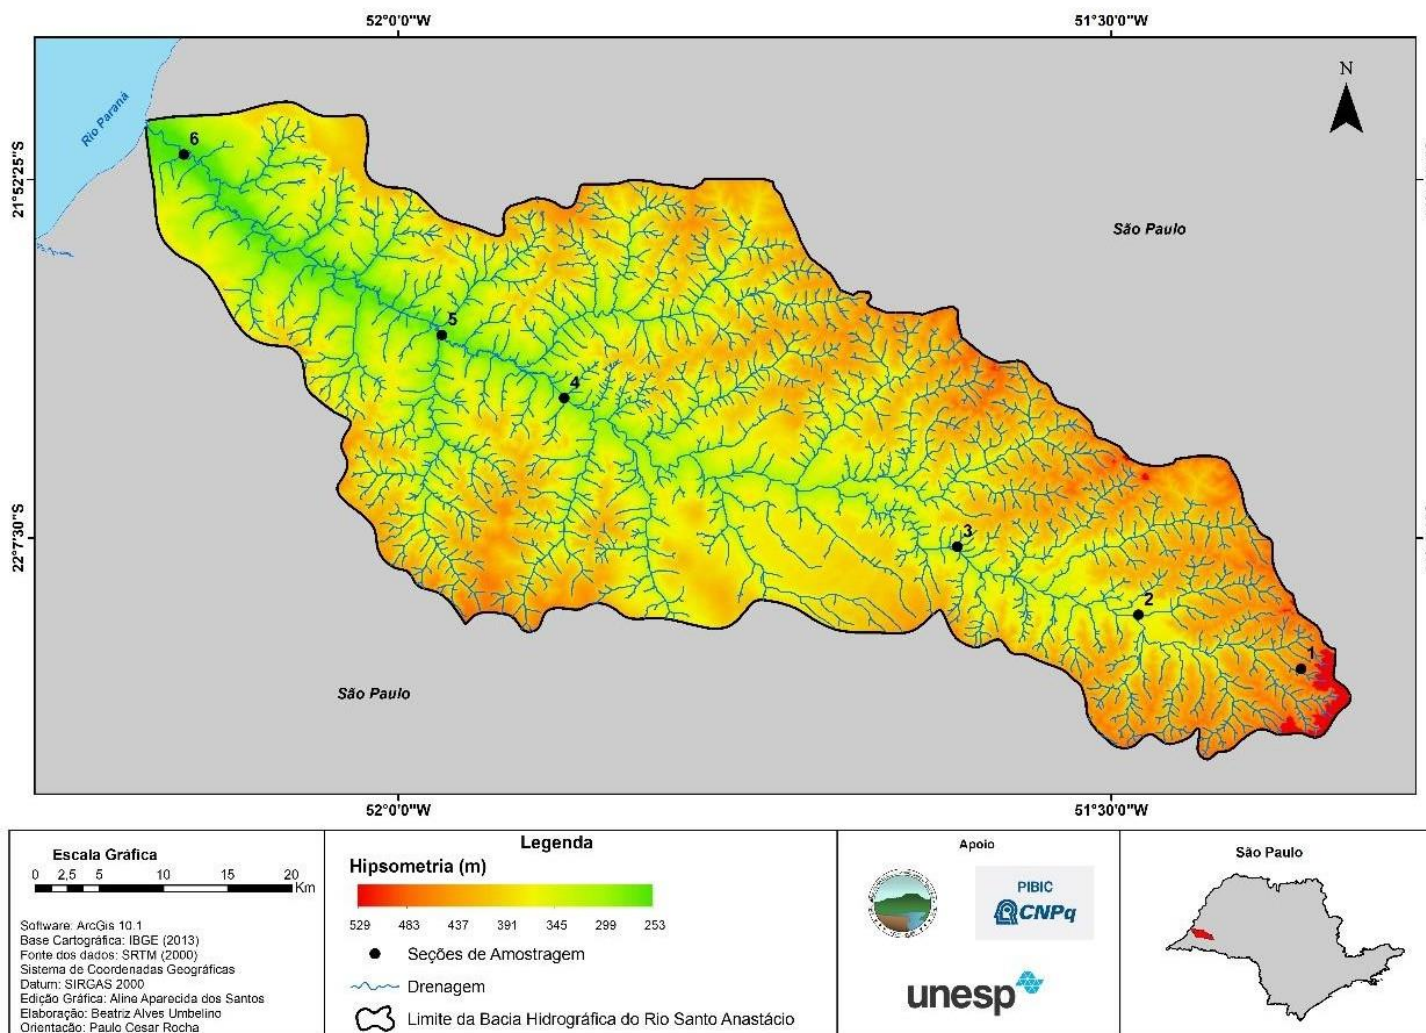 52°0'0"W 51°30'0"W
N
Rio Paraná
6
21°52'25"S
São Paulo
5
4
3
22°7'30"S
2
1
São Paulo
52°0'0"W 51°30'0"W
Escala Gráfica
0 2,5 5 10 15 20
Km
Software: ArcGis 10.1
Base Cartográfica: IBGE (2013)
Fonte dos dados: SRTM (2000)
Sistema de Coordenadas Geográficas
Datum: SIRGAS 2000
Edição Gráfica: Aline Aparecida dos Santos
Elaboração: Beatriz Alves Umbelino
Orientação: Paulo Cesar Rocha
Legenda
Hipsometria (m)
529 483 437 391 345 299 253
Seções de Amostragem
Drenagem
Limite da Bacia Hidrográfica do Rio Santo Anastácio
Apoio
PIBIC
CNPq
unesp
São Paulo